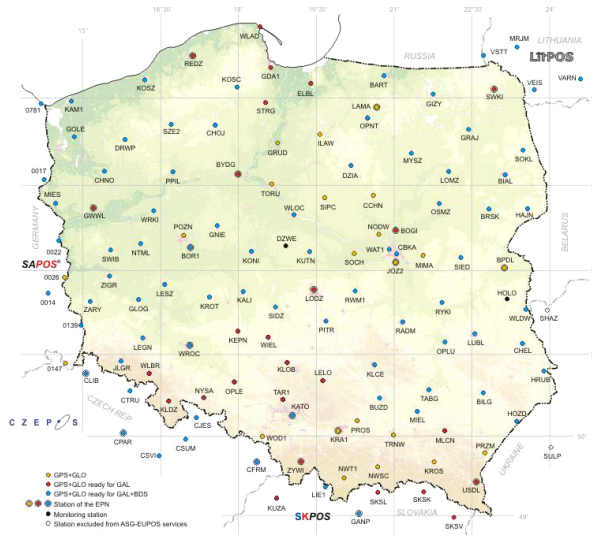 15°
16°30'
18°
19°30'
21°
22°30'
24°
LITHUANIA
MRJM
VSTT
LITPOS
VEIS
VARN
WLAD
RUSSIA
REDZ
GDA1
KOSC
KOSZ
ELBL
BART
LAMA
GIZY
SWKI
0781
KAM1
STRG
OPNT
GOLE
SZE2
CHOJ
DRWP
GRUD
ILAW
GRAJ
MYSZ
SOKL
0017
CHNO
PPIL
BYDG
TORU
DZIA
LOMZ
BIAL
MIES
GWWL
WRKI
WLOC
SIPC
CCHN
OSMZ
BRSK
HAJN
GERMANY
POZN
GNIE
DZWE
NODW
BOGI
BELARUS
0022
SWIB
NTML
BOR1
KONI
KUTN
SOCH
WAT1
CBKA
JOZ2
MIMA
SIED
BPDL
SAPOS®
0026
0014
ZIGR
ZARY
GLOG
LESZ
KROT
KALI
SIDZ
LODZ
RWM1
RYKI
HOLO
WLDW
SHAZ
0139
LEGN
WROC
KEPN
WIEL
PITR
RADM
OPLU
LUBL
CHEL
0147
CLIB
JLGR
WLBR
KLOB
KLCE
HRUB
CTRU
KLDZ
NYSA
OPLE
TAR1
LELO
KATO
BUZD
TABG
BILG
CZECH REP
CZEPOS
CPAR
CJES
WOD1
KRA1
PROS
TRNW
MIEL
MLCN
HOZD
50°
CSVI
CSUM
CFRM
ZYWI
NWT1
NWSC
KROS
PRZM
UKRAINE
SULP
LIE1
SKSL
SKSK
USDL
KUZA
SKPOS
GANP
SLOVAKIA
SKSV
49°
GPS+GLO
GPS+GLO ready for GAL
GPS+GLO ready for GAL+BDS
Station of the EPN
Monitoring station
Station excluded from ASG-EUPOS services